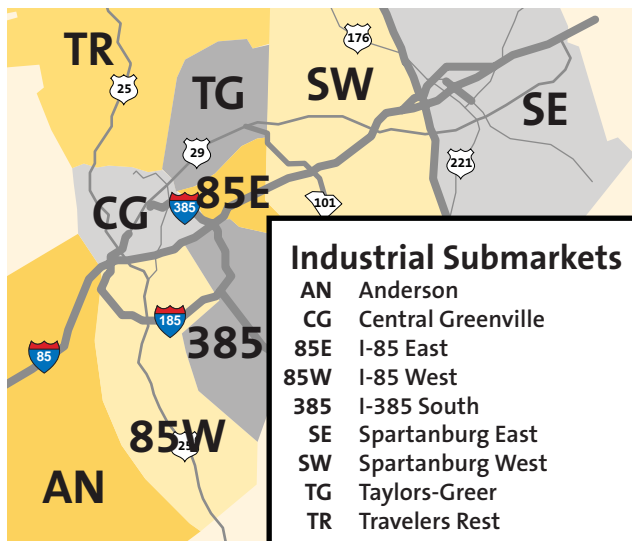 TR
176
25
TG
SW
SE
29
221
CG
385
85E
101
Industrial Submarkets
AN Anderson
CG Central Greenville
85E I-85 East
85W I-85 West
385 I-385 South
SE Spartanburg East
SW Spartanburg West
TG Taylors-Greer
TR Travelers Rest
185
385
85
85W
25
AN